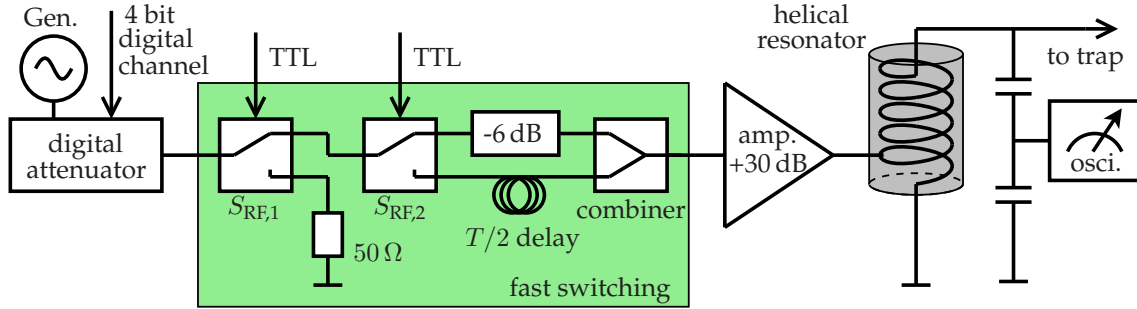 Gen.
4 bit
digital
channel
digital
attenuator
TTL
TTL
S_RF,1
S_RF,2
50 Ω
-6 dB
T/2 delay
combiner
fast switching
amp.
+30 dB
helical
resonator
to trap
osci.